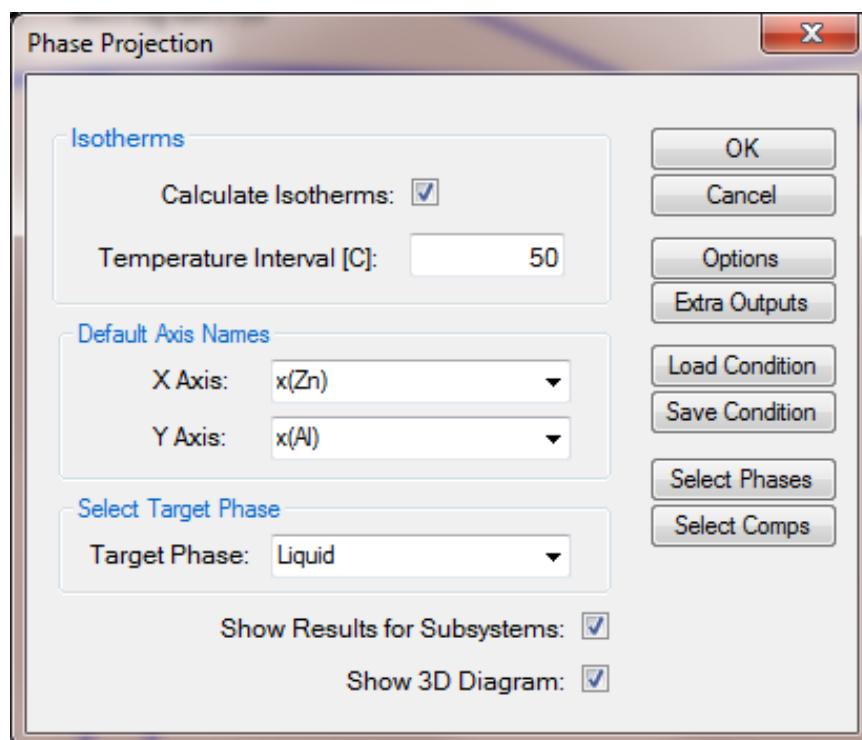 Phase Projection
Isotherms
Calculate Isotherms:
Temperature Interval [C]: 50
Default Axis Names
X Axis: x(Zn)
Y Axis: x(Al)
Select Target Phase
Target Phase: Liquid
Show Results for Subsystems:
Show 3D Diagram:
OK
Cancel
Options
Extra Outputs
Load Condition
Save Condition
Select Phases
Select Comps